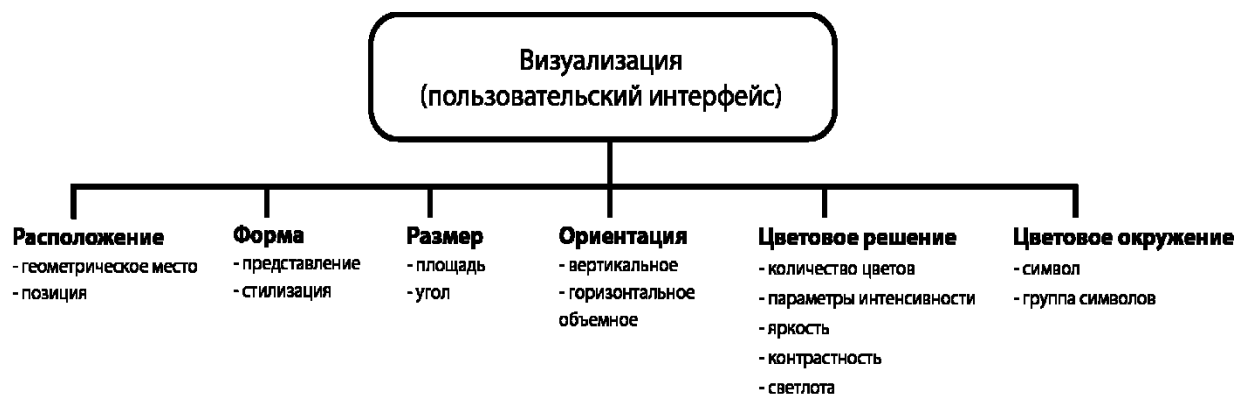 Визуализация
(пользовательский интерфейс)
Расположение
- геометрическое место
- позиция
Форма
- представление
- стилизация
Размер
- площадь
- угол
Ориентация
- вертикальное
- горизонтальное
объемное
Цветовое решение
- количество цветов
- параметры интенсивности
- яркость
- контрастность
- светлота
Цветовое окружение
- символ
- группа символов